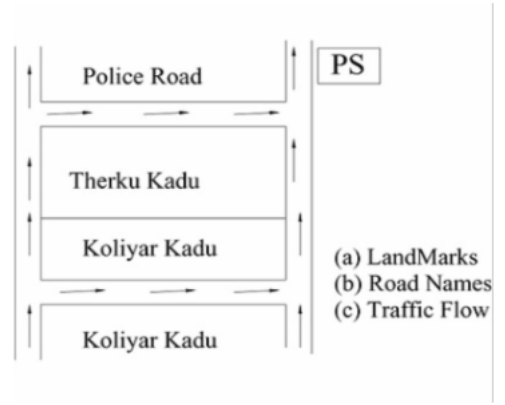 Police Road
PS
Therku Kadu
Koliyar Kadu
(a) LandMarks
(b) Road Names
(c) Traffic Flow
Koliyar Kadu